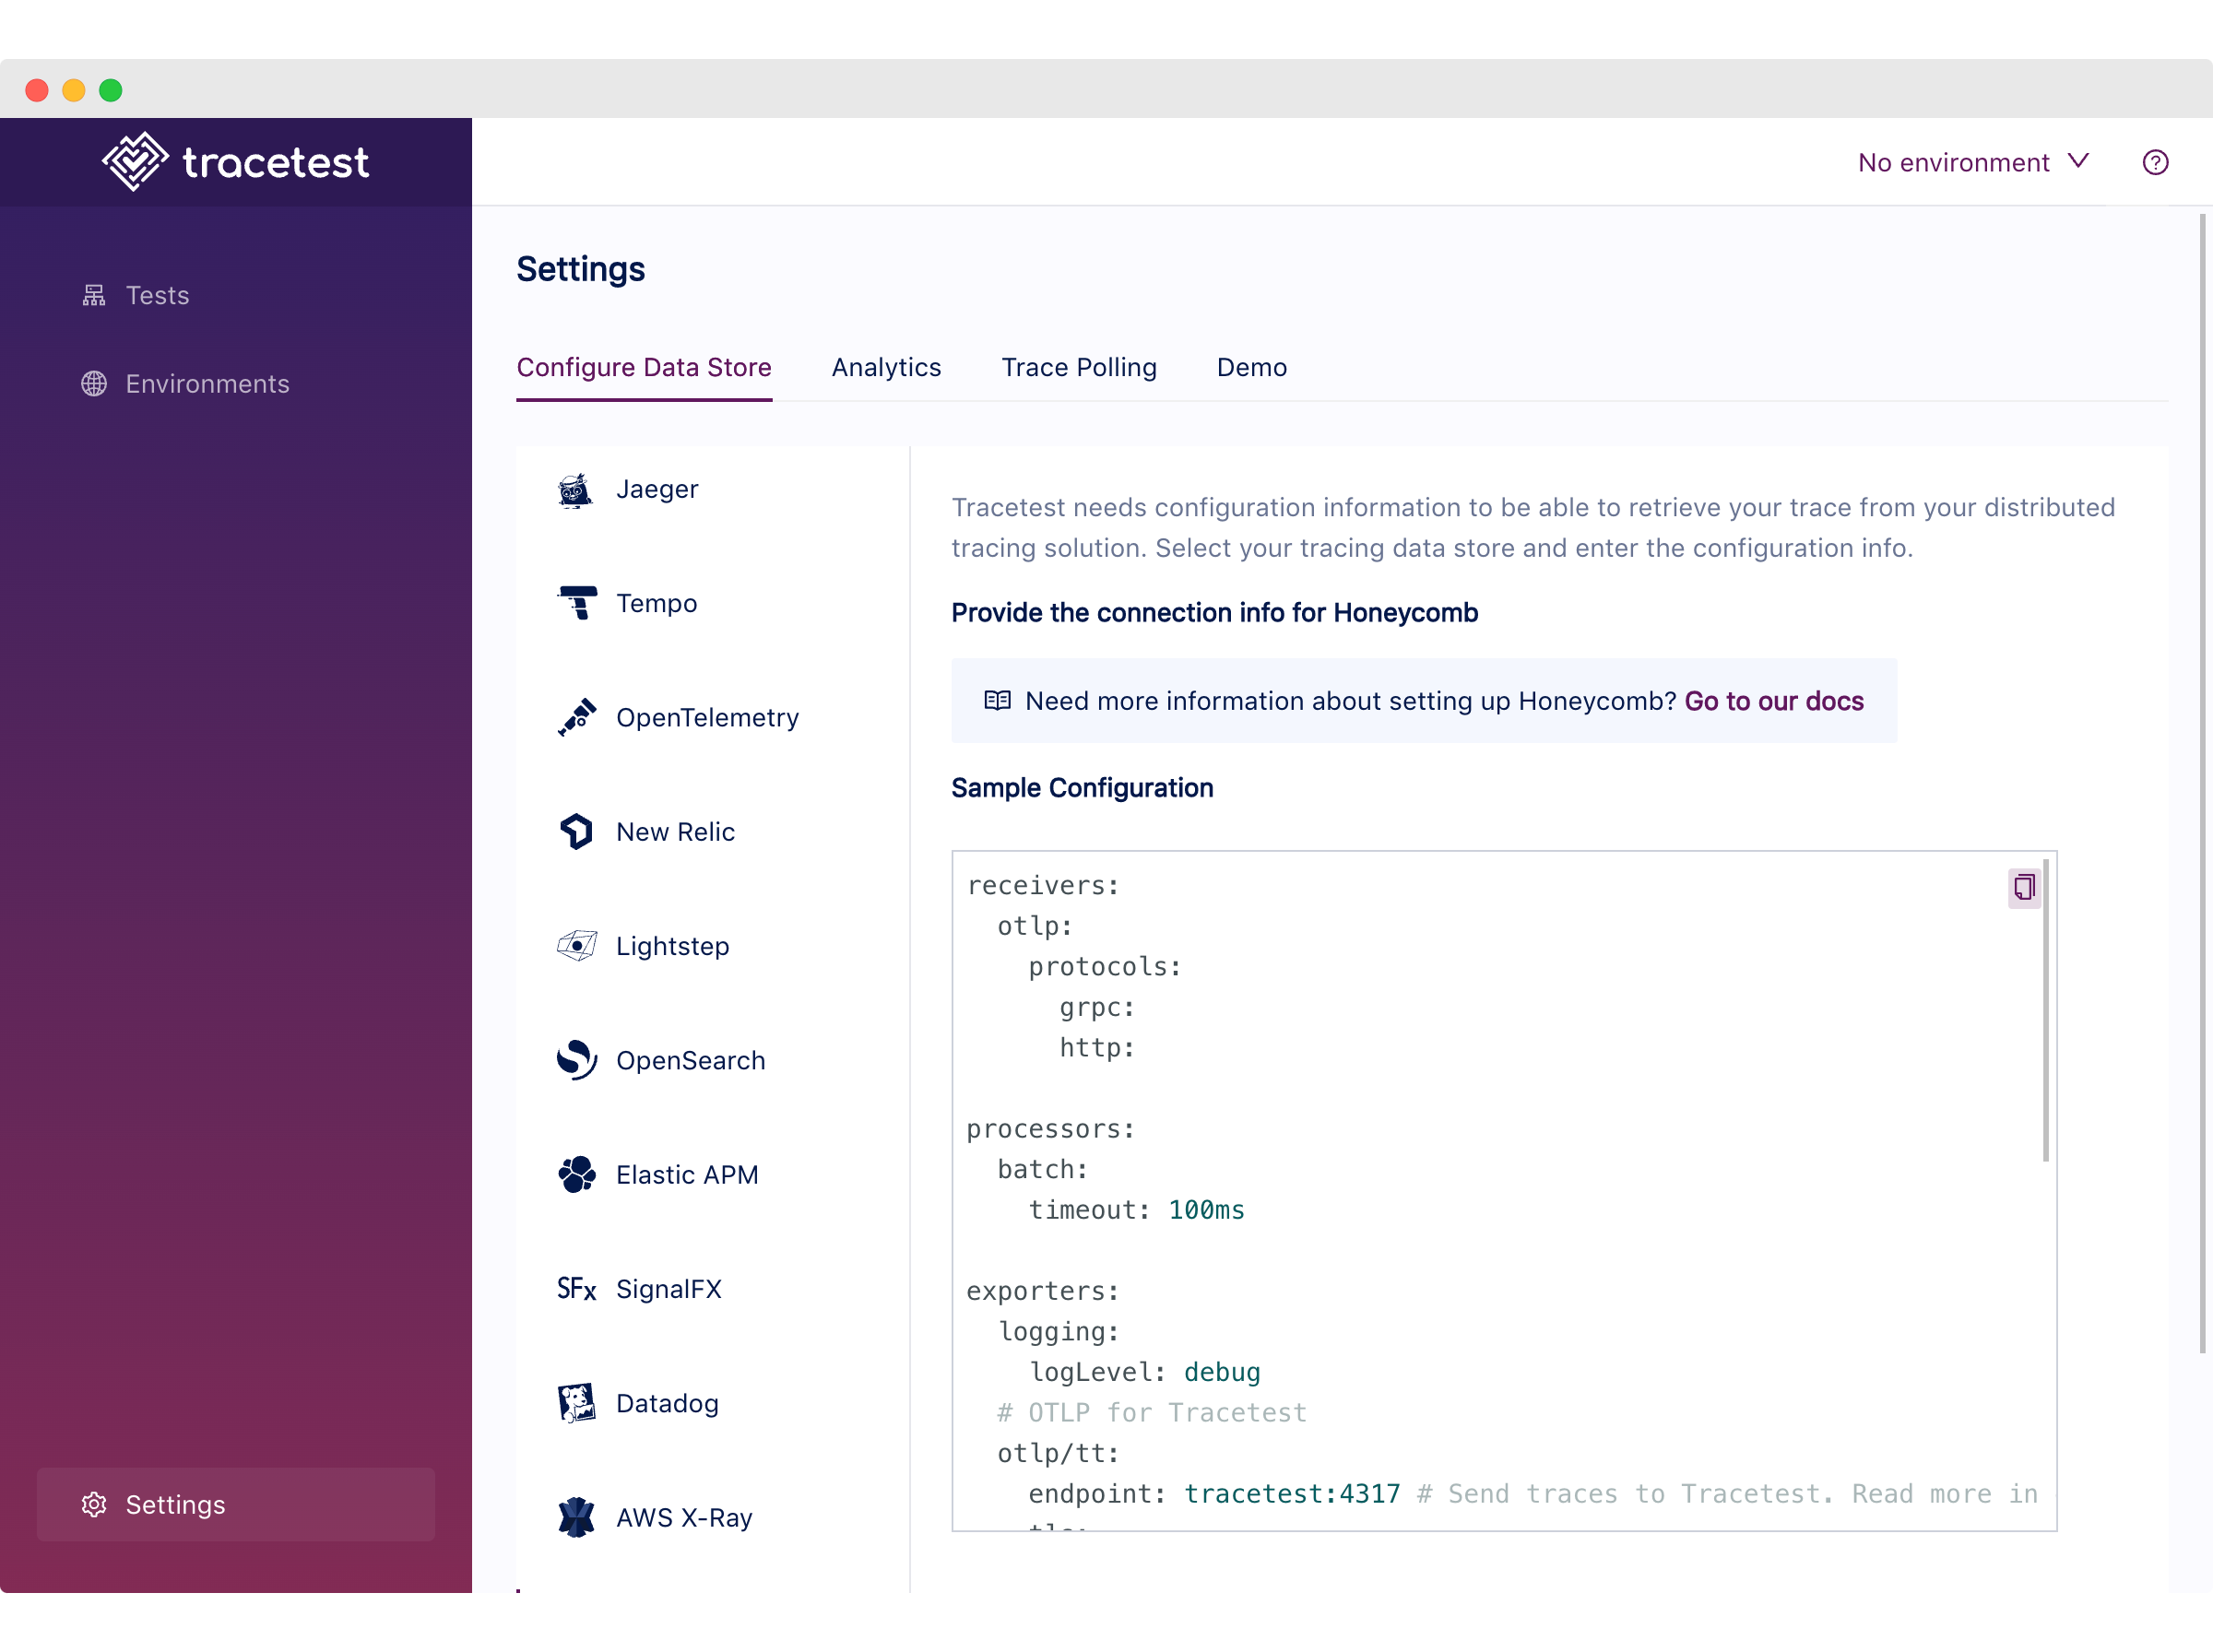 tracetest
No environment
Tests
Environments
Settings
Settings
Configure Data Store
Analytics
Trace Polling
Demo
Jaeger
Tempo
OpenTelemetry
New Relic
Lightstep
OpenSearch
Elastic APM
SFx SignalFX
Datadog
AWS X-Ray
Tracetest needs configuration information to be able to retrieve your trace from your distributed
tracing solution. Select your tracing data store and enter the configuration info.
Provide the connection info for Honeycomb
Need more information about setting up Honeycomb? Go to our docs
Sample Configuration
receivers:
  otlp:
    protocols:
      grpc:
      http:
processors:
  batch:
    timeout: 100ms
exporters:
  logging:
    logLevel: debug
  # OTLP for Tracetest
  otlp/tt:
    endpoint: tracetest:4317 # Send traces to Tracetest. Read more in